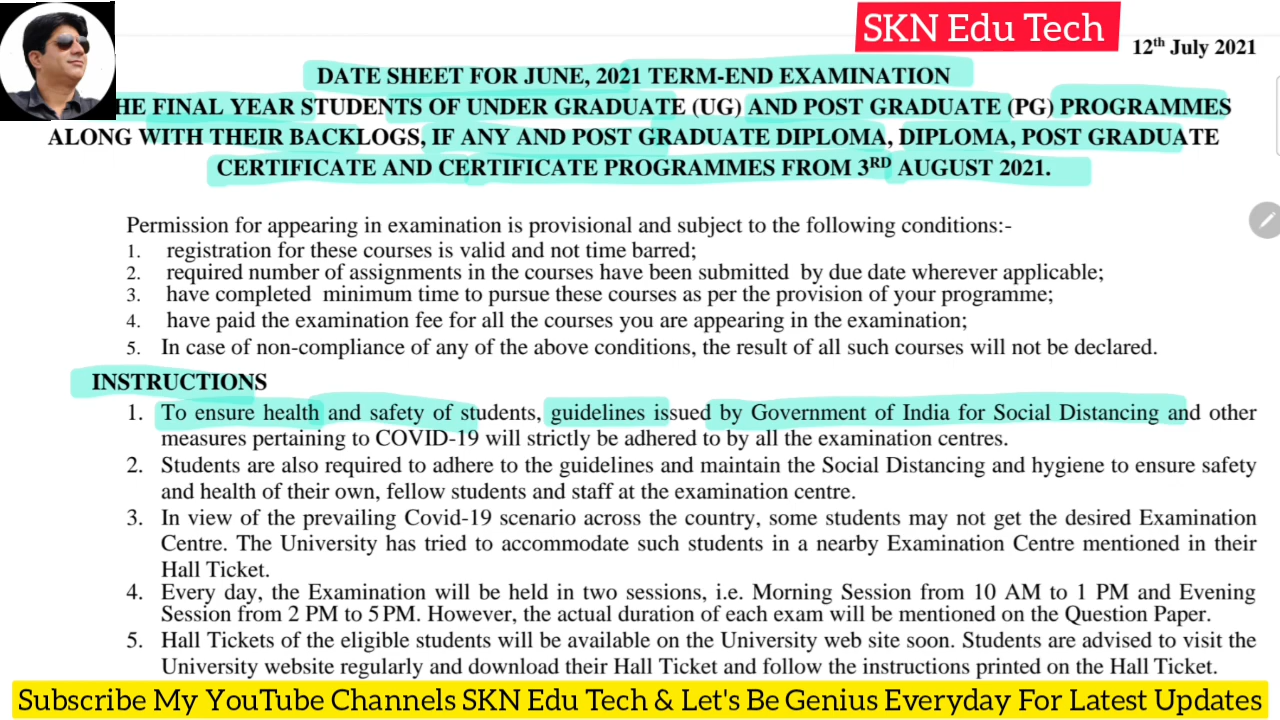 SKN Edu Tech
12th July 2021
DATE SHEET FOR JUNE, 2021 TERM-END EXAMINATION
HE FINAL YEAR STUDENTS OF UNDER GRADUATE (UG) AND POST GRADUATE (PG) PROGRAMMES
ALONG WITH THEIR BACKLOGS, IF ANY AND POST GRADUATE DIPLOMA, DIPLOMA, POST GRADUATE
CERTIFICATE AND CERTIFICATE PROGRAMMES FROM 3RD AUGUST 2021.
Permission for appearing in examination is provisional and subject to the following conditions:-
1. registration for these courses is valid and not time barred;
2. required number of assignments in the courses have been submitted by due date wherever applicable;
3. have completed minimum time to pursue these courses as per the provision of your programme;
4. have paid the examination fee for all the courses you are appearing in the examination;
5. In case of non-compliance of any of the above conditions, the result of all such courses will not be declared.
INSTRUCTIONS
1. To ensure health and safety of students, guidelines issued by Government of India for Social Distancing and other
measures pertaining to COVID-19 will strictly be adhered to by all the examination centres.
2. Students are also required to adhere to the guidelines and maintain the Social Distancing and hygiene to ensure safety
and health of their own, fellow students and staff at the examination centre.
3. In view of the prevailing Covid-19 scenario across the country, some students may not get the desired Examination
Centre. The University has tried to accommodate such students in a nearby Examination Centre mentioned in their
Hall Ticket.
4. Every day, the Examination will be held in two sessions, i.e. Morning Session from 10 AM to 1 PM and Evening
Session from 2 PM to 5 PM. However, the actual duration of each exam will be mentioned on the Question Paper.
5. Hall Tickets of the eligible students will be available on the University web site soon. Students are advised to visit the
University website regularly and download their Hall Ticket and follow the instructions printed on the Hall Ticket.
Subscribe My YouTube Channels SKN Edu Tech & Let's Be Genius Everyday For Latest Updates